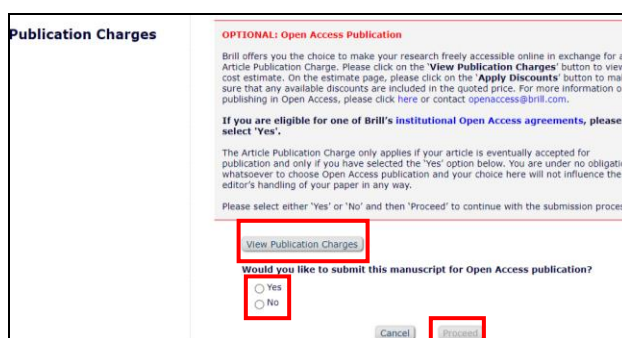 Publication Charges
OPTIONAL: Open Access Publication
Brill offers you the choice to make your research freely accessible online in exchange for a
Article Publication Charge. Please click on the 'View Publication Charges' button to view
cost estimate. On the estimate page, please click on the 'Apply Discounts' button to mak
sure that any available discounts are included in the quoted price. For more information o
publishing in Open Access, please click here or contact openaccess@brill.com.
If you are eligible for one of Brill's institutional Open Access agreements, please
select 'Yes'.
The Article Publication Charge only applies if your article is eventually accepted for
publication and only if you have selected the 'Yes' option below. You are under no obligatio
whatsoever to choose Open Access publication and your choice here will not influence the
editor's handling of your paper in any way.
Please select either 'Yes' or 'No' and then 'Proceed' to continue with the submission proces
View Publication Charges
Would you like to submit this manuscript for Open Access publication?
Yes
No
Cancel Proceed